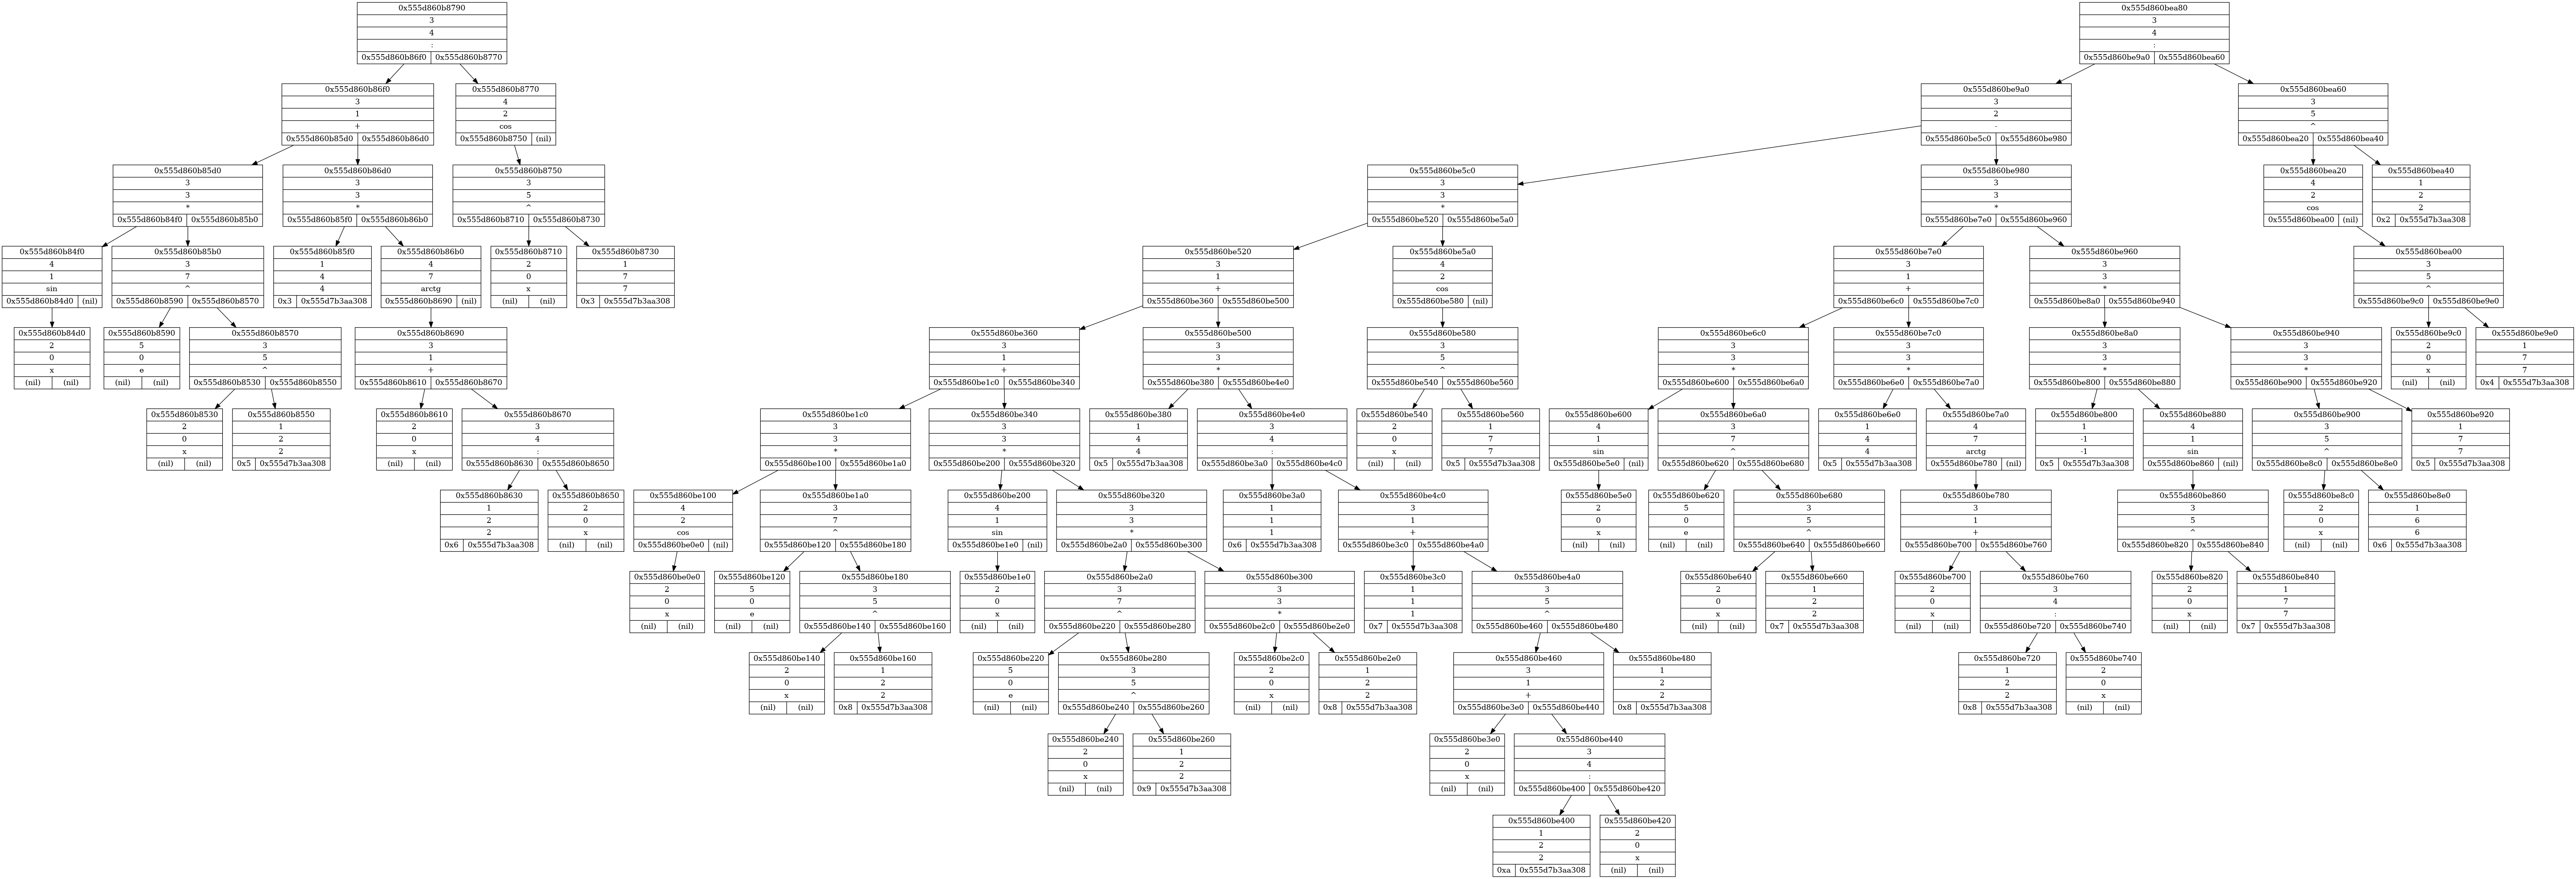 0x555d860b8790
3
4
:
0x555d860b86f0 0x555d860b8770
0x555d860bea80
3
4
:
0x555d860be9a0 0x555d860bea60
0x555d860b86f0
3
1
+
0x555d860b85d0 0x555d860b86d0
0x555d860b8770
4
2
cos
0x555d860b8750 (nil)
0x555d860be9a0
3
2
-
0x555d860be5c0 0x555d860be980
0x555d860bea60
3
5
^
0x555d860bea20 0x555d860bea40
0x555d860b85d0
3
3
*
0x555d860b84f0 0x555d860b85b0
0x555d860b86d0
3
3
*
0x555d860b85f0 0x555d860b86b0
0x555d860b8750
3
5
^
0x555d860b8710 0x555d860b8730
0x555d860be5c0
3
3
*
0x555d860be520 0x555d860be5a0
0x555d860be980
3
3
*
0x555d860be7e0 0x555d860be960
0x555d860bea20
4
2
cos
0x555d860bea00 (nil)
0x555d860bea40
1
2
2
0x2 0x555d7b3aa308
0x555d860b84f0
4
1
sin
0x555d860b84d0 (nil)
0x555d860b85b0
3
7
^
0x555d860b8590 0x555d860b8570
0x555d860b85f0
1
4
4
0x3 0x555d7b3aa308
0x555d860b86b0
4
7
arctg
0x555d860b8690 (nil)
0x555d860b8710
2
0
x
(nil) (nil)
0x555d860b8730
1
7
7
0x3 0x555d7b3aa308
0x555d860be520
3
1
+
0x555d860be360 0x555d860be500
0x555d860be5a0
4
2
cos
0x555d860be580 (nil)
0x555d860be7e0
3
1
+
0x555d860be6c0 0x555d860be7c0
0x555d860be960
3
3
*
0x555d860be8a0 0x555d860be940
0x555d860bea00
3
5
^
0x555d860be9c0 0x555d860be9e0
0x555d860b84d0
2
0
x
(nil) (nil)
0x555d860b8590
5
0
e
(nil) (nil)
0x555d860b8570
3
5
^
0x555d860b8530 0x555d860b8550
0x555d860b8690
3
1
+
0x555d860b8610 0x555d860b8670
0x555d860be360
3
1
+
0x555d860be1c0 0x555d860be340
0x555d860be500
3
3
*
0x555d860be380 0x555d860be4e0
0x555d860be580
3
5
^
0x555d860be540 0x555d860be560
0x555d860be6c0
3
3
*
0x555d860be600 0x555d860be6a0
0x555d860be7c0
3
3
*
0x555d860be6e0 0x555d860be7a0
0x555d860be8a0
3
3
*
0x555d860be800 0x555d860be880
0x555d860be940
3
3
*
0x555d860be900 0x555d860be920
0x555d860be9c0
2
0
x
(nil) (nil)
0x555d860be9e0
1
7
7
0x4 0x555d7b3aa308
0x555d860b8530
2
0
x
(nil) (nil)
0x555d860b8550
1
2
2
0x5 0x555d7b3aa308
0x555d860b8610
2
0
x
(nil) (nil)
0x555d860b8670
3
4
:
0x555d860b8630 0x555d860b8650
0x555d860be1c0
3
3
*
0x555d860be100 0x555d860be1a0
0x555d860be340
3
3
*
0x555d860be200 0x555d860be320
0x555d860be380
1
4
4
0x5 0x555d7b3aa308
0x555d860be4e0
3
4
:
0x555d860be3a0 0x555d860be4c0
0x555d860be540
2
0
x
(nil) (nil)
0x555d860be560
1
7
7
0x5 0x555d7b3aa308
0x555d860be600
4
1
sin
0x555d860be5e0 (nil)
0x555d860be6a0
3
7
^
0x555d860be620 0x555d860be680
0x555d860be6e0
1
4
4
0x5 0x555d7b3aa308
0x555d860be7a0
4
7
arctg
0x555d860be780 (nil)
0x555d860be800
1
-1
-1
0x5 0x555d7b3aa308
0x555d860be880
4
1
sin
0x555d860be860 (nil)
0x555d860be900
3
5
^
0x555d860be8c0 0x555d860be8e0
0x555d860be920
1
7
7
0x5 0x555d7b3aa308
0x555d860b8630
1
2
2
0x6 0x555d7b3aa308
0x555d860b8650
2
0
x
(nil) (nil)
0x555d860be100
4
2
cos
0x555d860be0e0 (nil)
0x555d860be1a0
3
7
^
0x555d860be120 0x555d860be180
0x555d860be200
4
1
sin
0x555d860be1e0 (nil)
0x555d860be320
3
3
*
0x555d860be2a0 0x555d860be300
0x555d860be3a0
1
1
1
0x6 0x555d7b3aa308
0x555d860be4c0
3
1
+
0x555d860be3c0 0x555d860be4a0
0x555d860be5e0
2
0
x
(nil) (nil)
0x555d860be620
5
0
e
(nil) (nil)
0x555d860be680
3
5
^
0x555d860be640 0x555d860be660
0x555d860be780
3
1
+
0x555d860be700 0x555d860be760
0x555d860be860
3
5
^
0x555d860be820 0x555d860be840
0x555d860be8c0
2
0
x
(nil) (nil)
0x555d860be8e0
1
6
6
0x6 0x555d7b3aa308
0x555d860be0e0
2
0
x
(nil) (nil)
0x555d860be120
5
0
e
(nil) (nil)
0x555d860be180
3
5
^
0x555d860be140 0x555d860be160
0x555d860be1e0
2
0
x
(nil) (nil)
0x555d860be2a0
3
7
^
0x555d860be220 0x555d860be280
0x555d860be300
3
3
*
0x555d860be2c0 0x555d860be2e0
0x555d860be3c0
1
1
1
0x7 0x555d7b3aa308
0x555d860be4a0
3
5
^
0x555d860be460 0x555d860be480
0x555d860be640
2
0
x
(nil) (nil)
0x555d860be660
1
2
2
0x7 0x555d7b3aa308
0x555d860be700
2
0
x
(nil) (nil)
0x555d860be760
3
4
:
0x555d860be720 0x555d860be740
0x555d860be820
2
0
x
(nil) (nil)
0x555d860be840
1
7
7
0x7 0x555d7b3aa308
0x555d860be140
2
0
x
(nil) (nil)
0x555d860be160
1
2
2
0x8 0x555d7b3aa308
0x555d860be220
5
0
e
(nil) (nil)
0x555d860be280
3
5
^
0x555d860be240 0x555d860be260
0x555d860be2c0
2
0
x
(nil) (nil)
0x555d860be2e0
1
2
2
0x8 0x555d7b3aa308
0x555d860be460
3
1
+
0x555d860be3e0 0x555d860be440
0x555d860be480
1
2
2
0x8 0x555d7b3aa308
0x555d860be720
1
2
2
0x8 0x555d7b3aa308
0x555d860be740
2
0
x
(nil) (nil)
0x555d860be240
2
0
x
(nil) (nil)
0x555d860be260
1
2
2
0x9 0x555d7b3aa308
0x555d860be3e0
2
0
x
(nil) (nil)
0x555d860be440
3
4
:
0x555d860be400 0x555d860be420
0x555d860be400
1
2
2
0xa 0x555d7b3aa308
0x555d860be420
2
0
x
(nil) (nil)